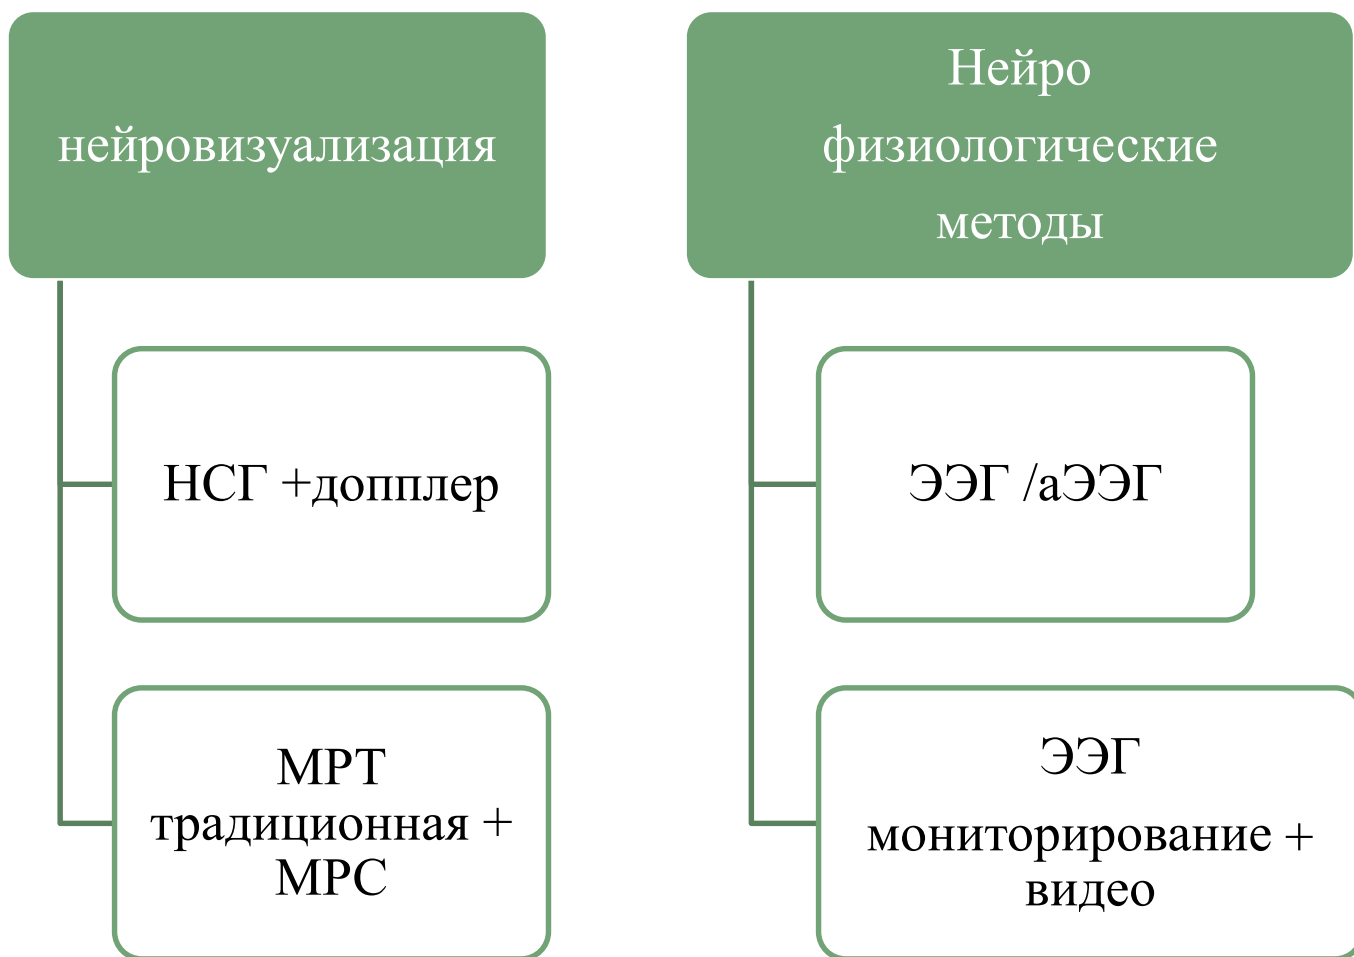 нейровизуализация
НСГ +допплер
МРТ
традиционная +
МРС
Нейро
физиологические
методы
ЭЭГ /аЭЭГ
ЭЭГ
мониторирование +
видео